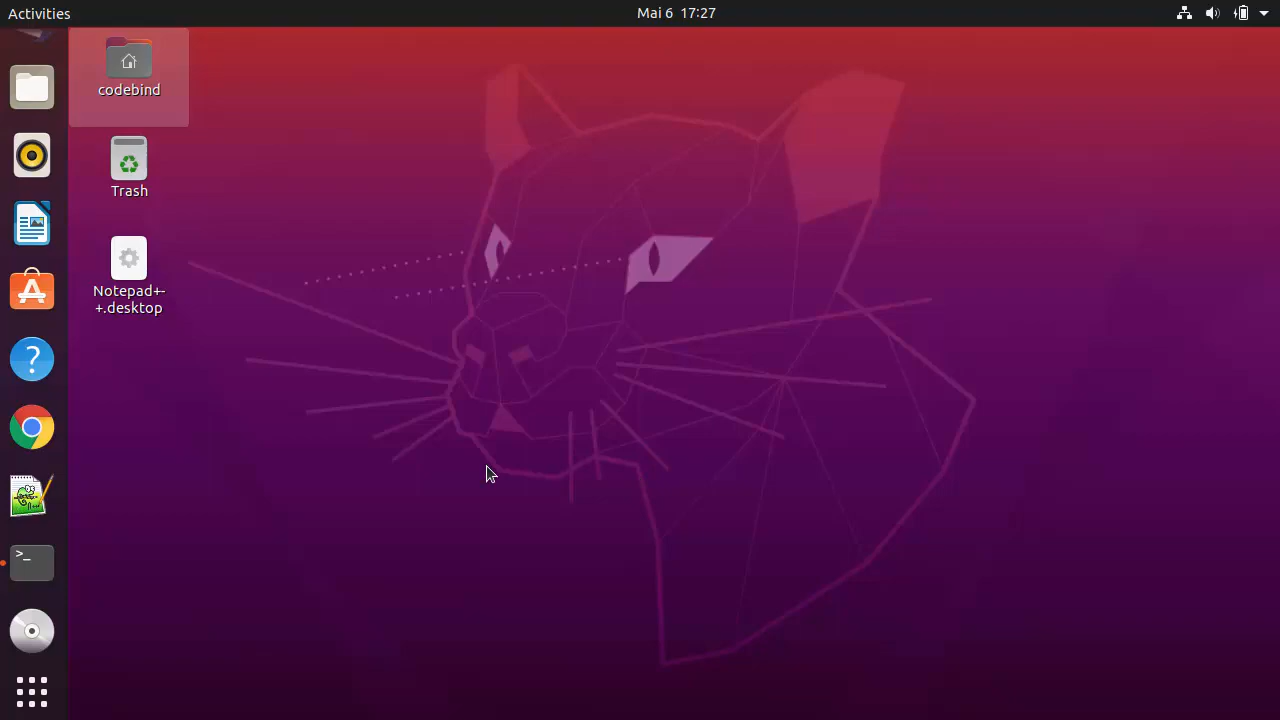 Activities
Mai 6 17:27
codebind
Trash
Notepad+-
+.desktop
>_
?